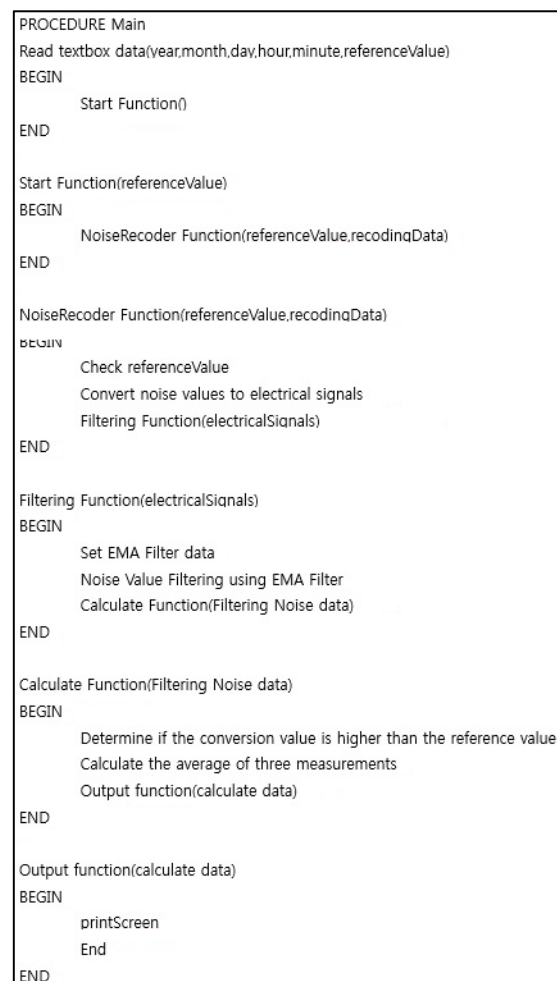 PROCEDURE Main
Read textbox data(year,month,day,hour,minute,referenceValue)
BEGIN
Start Function()
END
Start Function(referenceValue)
BEGIN
NoiseRecoder Function(referenceValue,recodingData)
END
NoiseRecoder Function(referenceValue,recodingData)
BEGIN
Check referenceValue
Convert noise values to electrical signals
Filtering Function(electricalSignals)
END
Filtering Function(electricalSignals)
BEGIN
Set EMA Filter data
Noise Value Filtering using EMA Filter
Calculate Function(Filtering Noise data)
END
Calculate Function(Filtering Noise data)
BEGIN
Determine if the conversion value is higher than the reference value
Calculate the average of three measurements
Output function(calculate data)
END
Output function(calculate data)
BEGIN
printScreen
End
END